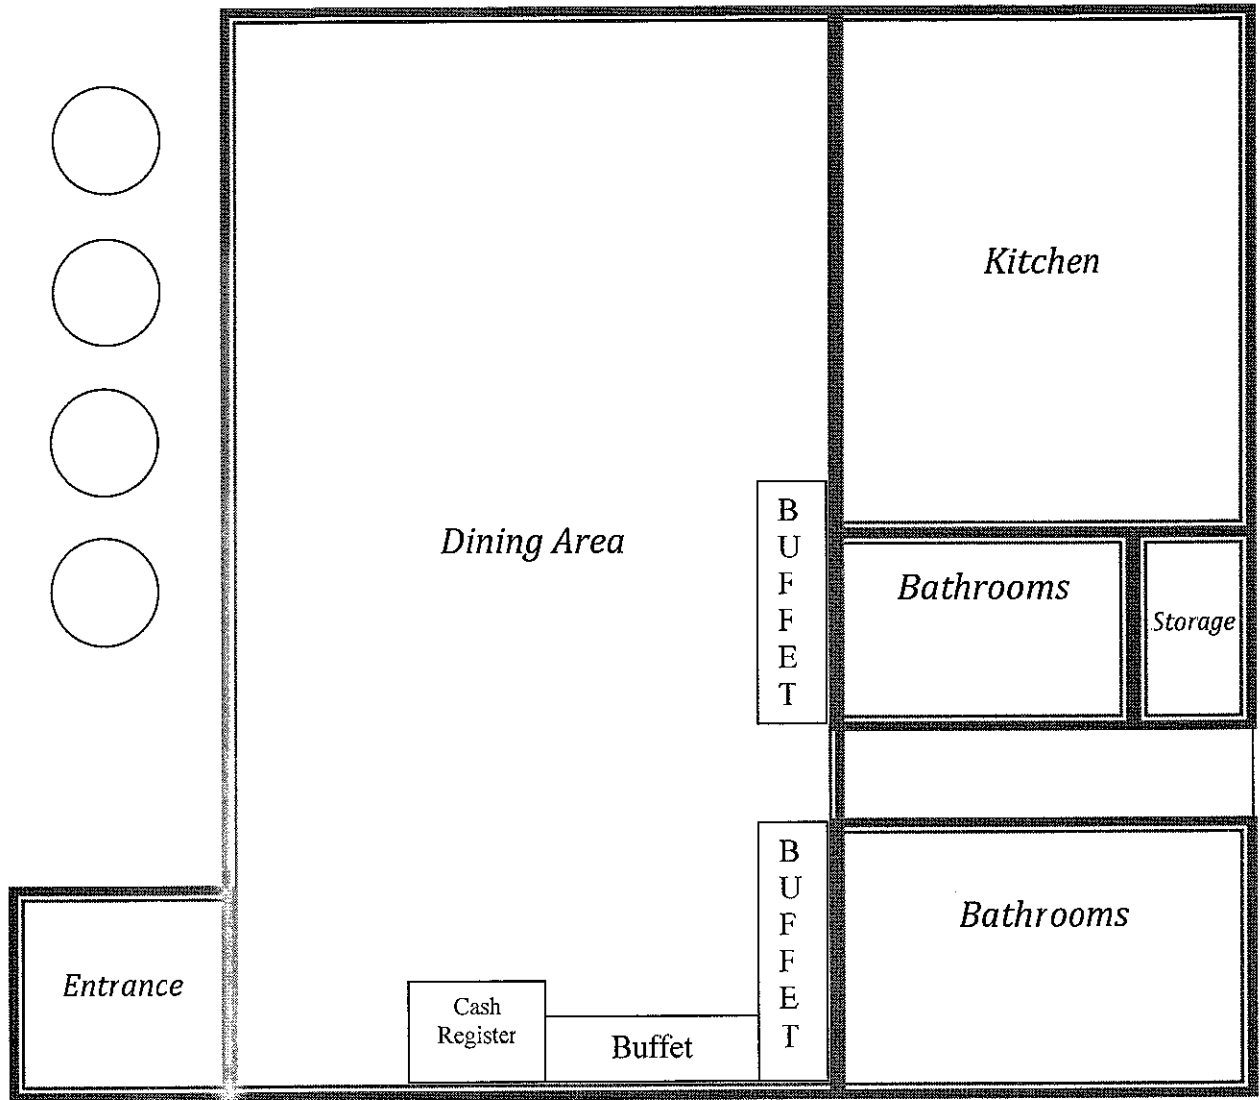 Kitchen
Dining Area
B
U
F
F
E
T
Bathrooms
Storage
B
U
F
F
E
T
Bathrooms
Entrance
Cash
Register
Buffet